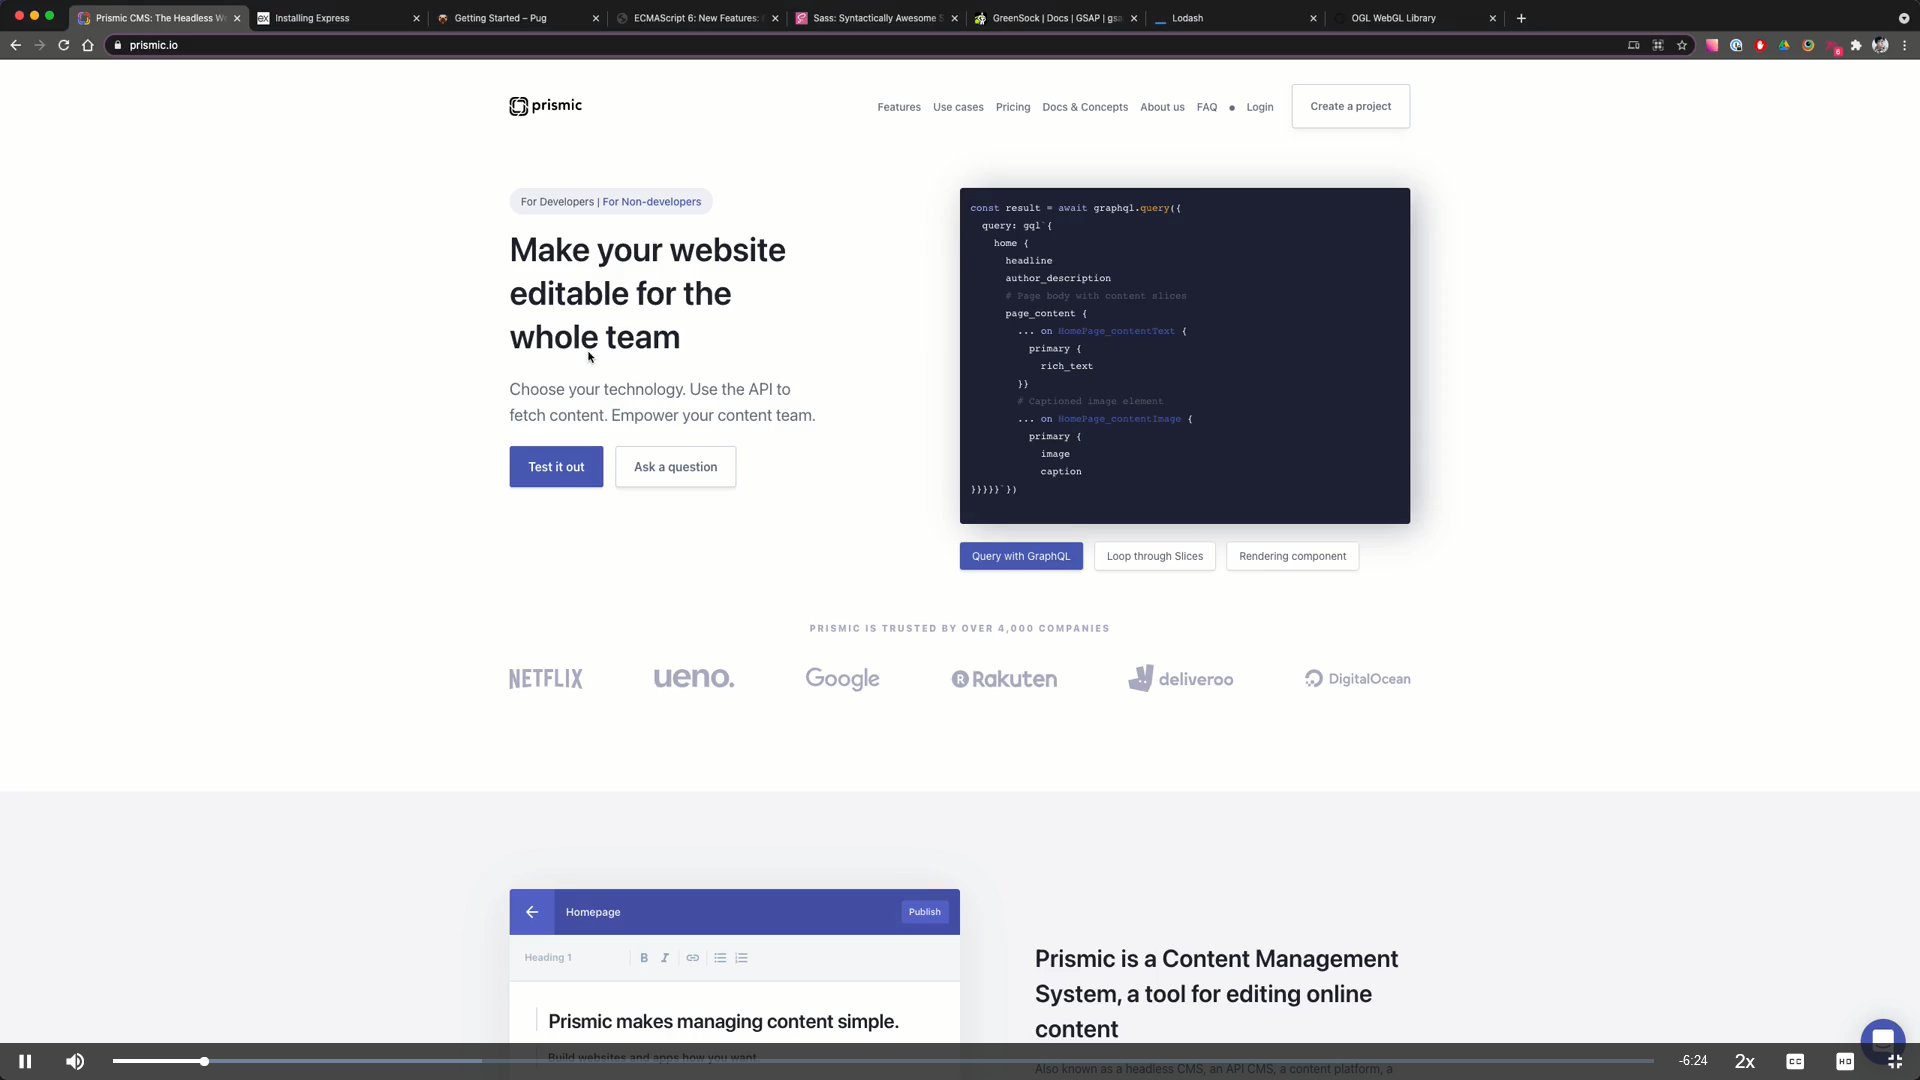 Prismic CMS: The Headless W
Installing Express
Getting Started – Pug
ECMAScript 6: New Features:
Sass: Syntactically Awesome S
GreenSock | Docs | GSAP | gsa
Lodash
OGL WebGL Library
prismic.io
6
prismic
Features
Use cases
Pricing
Docs & Concepts
About us
FAQ
Login
Create a project
For Developers | For Non-developers
Make your website
editable for the
whole team
Choose your technology. Use the API to
fetch content. Empower your content team.
Test it out
Ask a question
const result = await graphql.query({
query: gql`{
home {
headline
author_description
# Page body with content slices
page_content {
... on HomePage_contentText {
primary {
rich_text
}}
# Captioned image element
... on HomePage_contentImage {
primary {
image
caption
}}}}}`})
Query with GraphQL
Loop through Slices
Rendering component
PRISMIC IS TRUSTED BY OVER 4,000 COMPANIES
NETFLIX
ueno.
Google
Rakuten
deliveroo
DigitalOcean
Homepage
Publish
Heading 1
B I
Prismic makes managing content simple.
Build websites and apps how you want.
Prismic is a Content Management
System, a tool for editing online
content
Also known as a headless CMS, an API CMS, a content platform, a
-6:24
2x
CC
HD